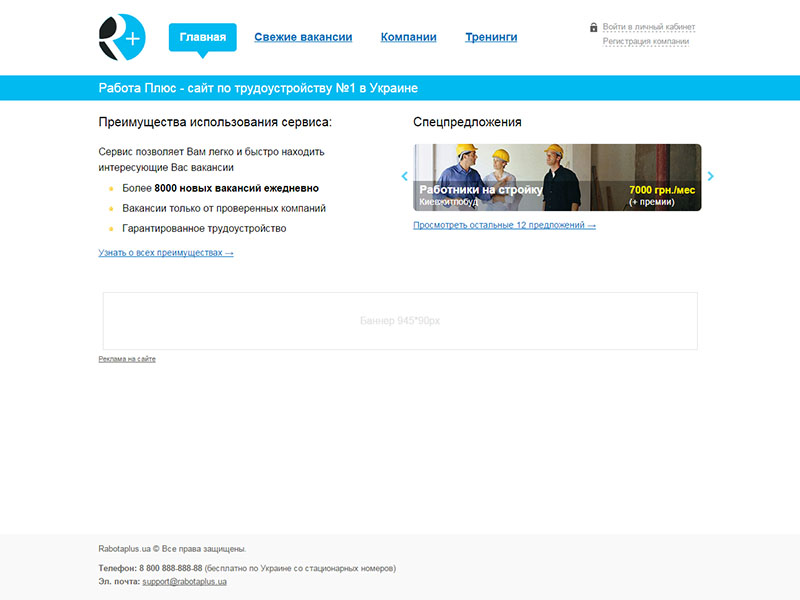 R+
Главная
Свежие вакансии
Компании
Тренинги
Войти в личный кабинет
Регистрация компании
Работа Плюс - сайт по трудоустройству №1 в Украине
Преимущества использования сервиса:
Сервис позволяет Вам легко и быстро находить
интересующие Вас вакансии
Более 8000 новых вакансий ежедневно
Вакансии только от проверенных компаний
Гарантированное трудоустройство
Узнать о всех преимуществах →
Спецпредложения
Работники на стройку
7000 грн./мес
Киевжитлобуд
(+ премии)
Просмотреть остальные 12 предложений →
Баннер 945*90px
Реклама на сайте
Rabotaplus.ua © Все права защищены.
Телефон: 8 800 888-888-88 (бесплатно по Украине со стационарных номеров)
Эл. почта: support@rabotaplus.ua